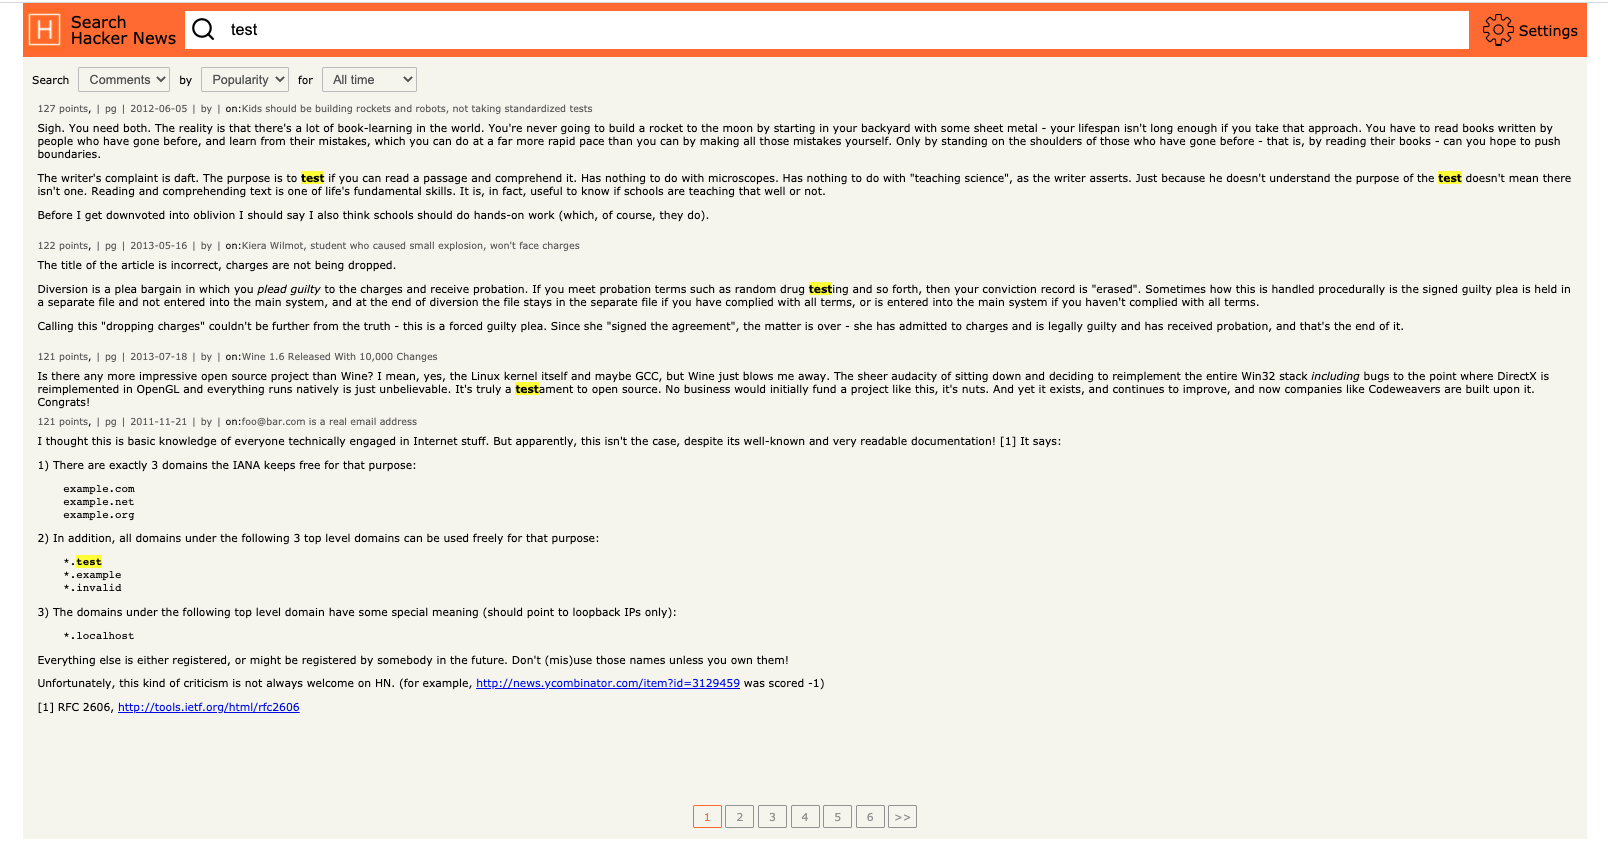 H Search
Hacker News
test
Settings
Search Comments by Popularity for All time
127 points, | pg | 2012-06-05 | by | on:Kids should be building rockets and robots, not taking standardized tests
Sigh. You need both. The reality is that there's a lot of book-learning in the world. You're never going to build a rocket to the moon by starting in your backyard with some sheet metal - your lifespan isn't long enough if you take that approach. You have to read books written by
people who have gone before, and learn from their mistakes, which you can do at a far more rapid pace than you can by making all those mistakes yourself. Only by standing on the shoulders of those who have gone before - that is, by reading their books - can you hope to push
boundaries.
The writer's complaint is daft. The purpose is to test if you can read a passage and comprehend it. Has nothing to do with microscopes. Has nothing to do with "teaching science", as the writer asserts. Just because he doesn't understand the purpose of the test doesn't mean there
isn't one. Reading and comprehending text is one of life's fundamental skills. It is, in fact, useful to know if schools are teaching that well or not.
Before I get downvoted into oblivion I should say I also think schools should do hands-on work (which, of course, they do).
122 points, | pg | 2013-05-16 | by | on:Kiera Wilmot, student who caused small explosion, won't face charges
The title of the article is incorrect, charges are not being dropped.
Diversion is a plea bargain in which you plead guilty to the charges and receive probation. If you meet probation terms such as random drug testing and so forth, then your conviction record is "erased". Sometimes how this is handled procedurally is the signed guilty plea is held in
a separate file and not entered into the main system, and at the end of diversion the file stays in the separate file if you have complied with all terms, or is entered into the main system if you haven't complied with all terms.
Calling this "dropping charges" couldn't be further from the truth - this is a forced guilty plea. Since she "signed the agreement", the matter is over - she has admitted to charges and is legally guilty and has received probation, and that's the end of it.
121 points, | pg | 2013-07-18 | by | on:Wine 1.6 Released With 10,000 Changes
Is there any more impressive open source project than Wine? I mean, yes, the Linux kernel itself and maybe GCC, but Wine just blows me away. The sheer audacity of sitting down and deciding to reimplement the entire Win32 stack including bugs to the point where DirectX is
reimplemented in OpenGL and everything runs natively is just unbelievable. It's truly a testament to open source. No business would initially fund a project like this, it's nuts. And yet it exists, and continues to improve, and now companies like Codeweavers are built upon it.
Congrats!
121 points, | pg | 2011-11-21 | by | on:foo@bar.com is a real email address
I thought this is basic knowledge of everyone technically engaged in Internet stuff. But apparently, this isn't the case, despite its well-known and very readable documentation! [1] It says:
1) There are exactly 3 domains the IANA keeps free for that purpose:
example.com
example.net
example.org
2) In addition, all domains under the following 3 top level domains can be used freely for that purpose:
*.test
*.example
*.invalid
3) The domains under the following top level domain have some special meaning (should point to loopback IPs only):
*.localhost
Everything else is either registered, or might be registered by somebody in the future. Don't (mis)use those names unless you own them!
Unfortunately, this kind of criticism is not always welcome on HN. (for example, http://news.ycombinator.com/item?id=3129459 was scored -1)
[1] RFC 2606, http://tools.ietf.org/html/rfc2606
1 2 3 4 5 6 >>